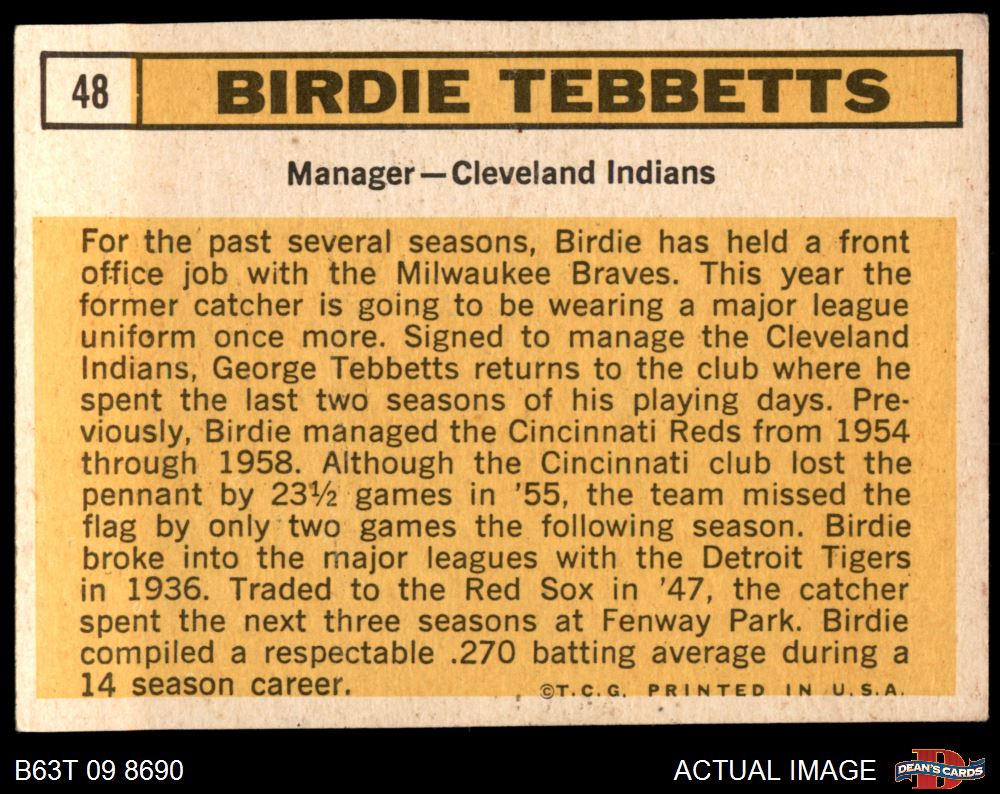 48 BIRDIE TEBBETTS
Manager—Cleveland Indians
For the past several seasons, Birdie has held a front
office job with the Milwaukee Braves. This year the
former catcher is going to be wearing a major league
uniform once more. Signed to manage the Cleveland
Indians, George Tebbetts returns to the club where he
spent the last two seasons of his playing days. Pre-
viously, Birdie managed the Cincinnati Reds from 1954
through 1958. Although the Cincinnati club lost the
pennant by 23½ games in '55, the team missed the
flag by only two games the following season. Birdie
broke into the major leagues with the Detroit Tigers
in 1936. Traded to the Red Sox in '47, the catcher
spent the next three seasons at Fenway Park. Birdie
compiled a respectable .270 batting average during a
14 season career. ©T.C.G. PRINTED IN U.S.A.
B63T 09 8690 ACTUAL IMAGE DEAN'S CARDS